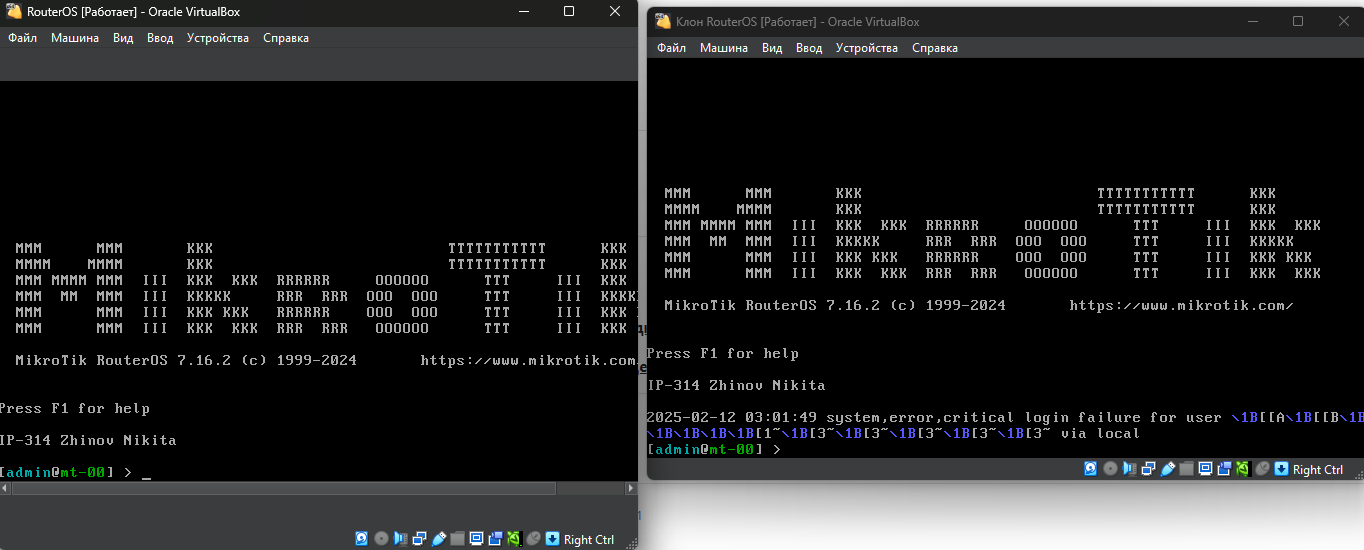 RouterOS [Работает] - Oracle VirtualBox
Файл Машина Вид Ввод Устройства Справка
MMM MMM KKK TTTTTTTTTTT KKK
MMMM MMMM KKK TTTTTTTTTTT KKK
MMM MMMM MMM III KKK KKK RRRRRR OOOOOO TTT III KKK
MMM MM MMM III KKKKK RRR RRR OOO OOO TTT III KKKK
MMM MMM III KKK KKK RRRRRR OOO OOO TTT III KKK
MMM MMM III KKK KKK RRR RRR OOOOOO TTT III KKK
MikroTik RouterOS 7.16.2 (c) 1999-2024 https://www.mikrotik.com
Press F1 for help
IP-314 Zhinov Nikita
[admin@mt-00] > _
Right Ctrl
Клон RouterOS [Работает] - Oracle VirtualBox
Файл Машина Вид Ввод Устройства Справка
MMM MMM KKK TTTTTTTTTTT KKK
MMMM MMMM KKK TTTTTTTTTTT KKK
MMM MMMM MMM III KKK KKK RRRRRR OOOOOO TTT III KKK KKK
MMM MM MMM III KKKKK RRR RRR OOO OOO TTT III KKKKK
MMM MMM III KKK KKK RRRRRR OOO OOO TTT III KKK KKK
MMM MMM III KKK KKK RRR RRR OOOOOO TTT III KKK KKK
MikroTik RouterOS 7.16.2 (c) 1999-2024 https://www.mikrotik.com/
Press F1 for help
IP-314 Zhinov Nikita
2025-02-12 03:01:49 system,error,critical login failure for user \1B[[A\1B[[B\1B
\1B\1B\1B\1B[1~\1B[3~\1B[3~\1B[3~\1B[3~\1B[3~ via local
[admin@mt-00] >
Right Ctrl